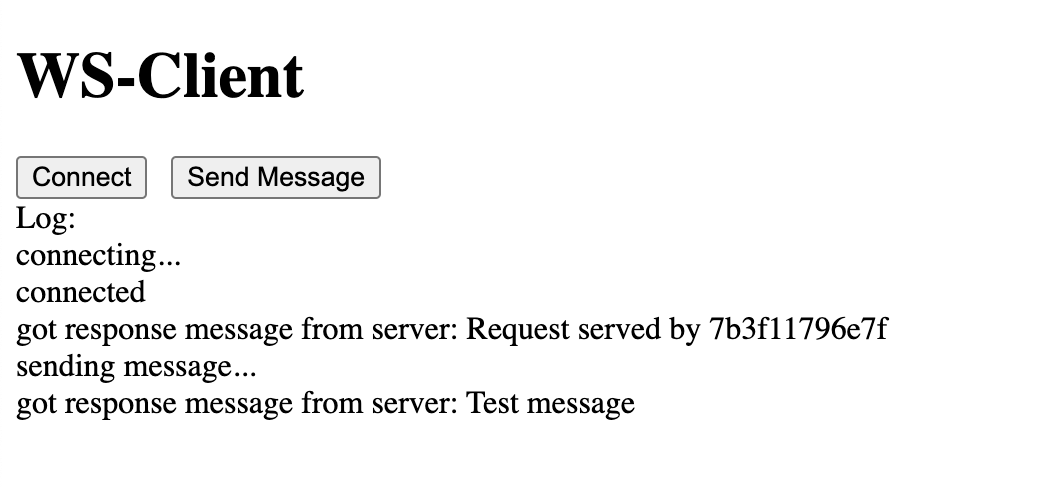 WS-Client
Connect Send Message
Log:
connecting...
connected
got response message from server: Request served by 7b3f11796e7f
sending message...
got response message from server: Test message